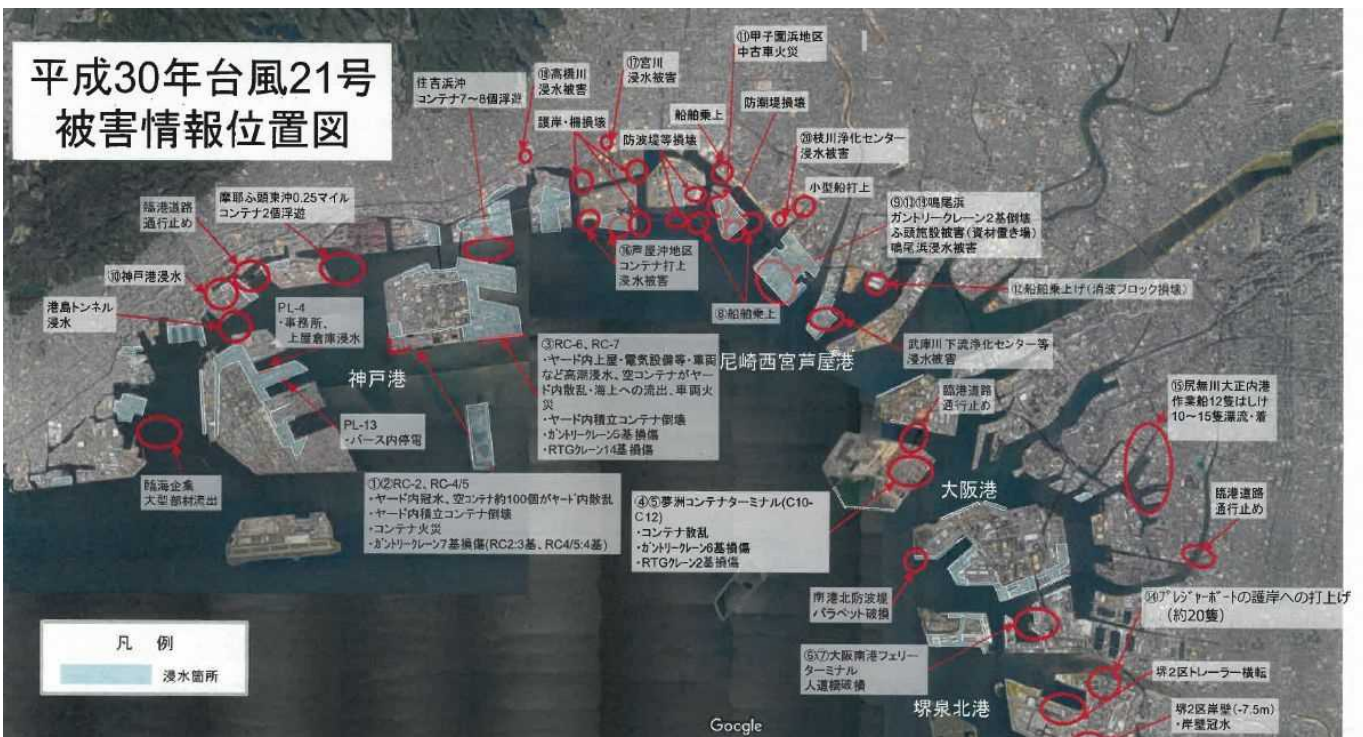 平成30年台風21号
被害情報位置図
住吉浜沖
コンテナ7～8個浮遊
⑱高橋川
浸水被害
⑰宮川
浸水被害
⑪甲子園浜地区
中古車火災
護岸・柵損壊
防波堤等損壊
船舶乗上
防潮堤損壊
⑳枝川浄化センター
浸水被害
小型船打上
⑨⑬⑲鳴尾浜
ガントリークレーン2基倒壊
ふ頭施設被害(資材置き場)
鳴尾浜浸水被害
臨港道路
通行止め
摩耶ふ頭東沖0.25マイル
コンテナ2個浮遊
⑩神戸港浸水
港島トンネル
浸水
PL-4
・事務所、
上屋倉庫浸水
⑯芦屋沖地区
コンテナ打上
浸水被害
⑧船舶乗上
⑫船舶乗上げ(消波ブロック損壊)
武庫川下流浄化センター等
浸水被害
尼崎西宮芦屋港
神戸港
③RC-6、RC-7
・ヤード内上屋・電気設備等・車両
など高潮浸水、空コンテナがヤー
ド内散乱・海上への流出、車両火
災
・ヤード内積立コンテナ倒壊
・ガントリークレーン5基損傷
・RTGクレーン14基損傷
PL-13
・バース内停電
臨海企業
大型部材流出
①②RC-2、RC-4/5
・ヤード内冠水、空コンテナ約100個がヤード内散乱
・ヤード内積立コンテナ倒壊
・コンテナ火災
・ガントリークレーン7基損傷(RC2:3基、RC4/5:4基)
臨港道路
通行止め
⑮尻無川大正内港
作業船12隻はしけ
10～15隻漂流・着
大阪港
④⑤夢洲コンテナターミナル(C10-
C12)
・コンテナ散乱
・ガントリークレーン6基損傷
・RTGクレーン2基損傷
臨港道路
通行止め
南港北防波堤
パラペット破損
⑭プレジャーボートの護岸への打上げ
(約20隻)
⑥⑦大阪南港フェリー
ターミナル
人道橋破損
堺2区トレーラー横転
堺泉北港
堺2区岸壁(-7.5m)
・岸壁冠水
凡 例
浸水箇所
Google